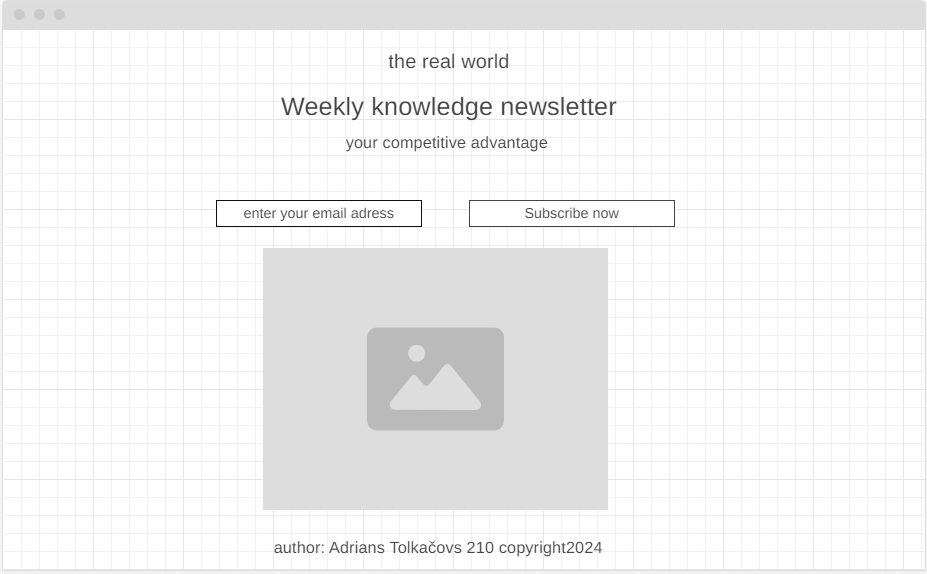 the real world
Weekly knowledge newsletter
your competitive advantage
enter your email adress
Subscribe now
author: Adrians Tolkačovs 210 copyright2024